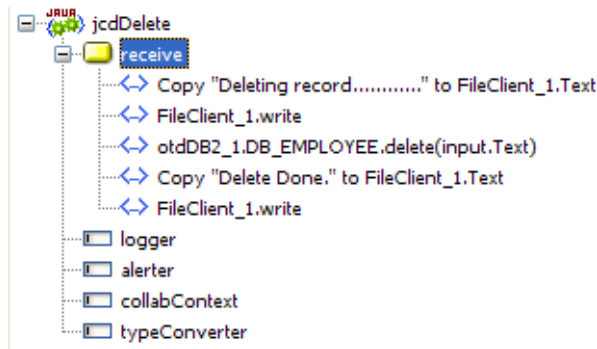 JAVA
jcdDelete
receive
Copy "Deleting record............" to FileClient_1.Text
FileClient_1.write
otdDB2_1.DB_EMPLOYEE.delete(input.Text)
Copy "Delete Done." to FileClient_1.Text
FileClient_1.write
logger
alerter
collabContext
typeConverter